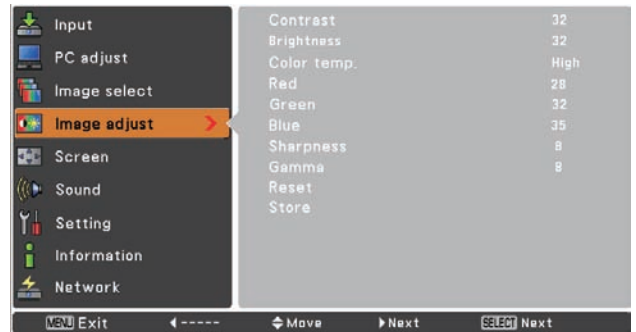 Input
PC adjust
Image select
Image adjust
Screen
Sound
Setting
Information
Network
Contrast 32
Brightness 32
Color temp. High
Red 28
Green 32
Blue 35
Sharpness 8
Gamma 8
Reset
Store
MENU Exit ----- Move Next SELECT Next